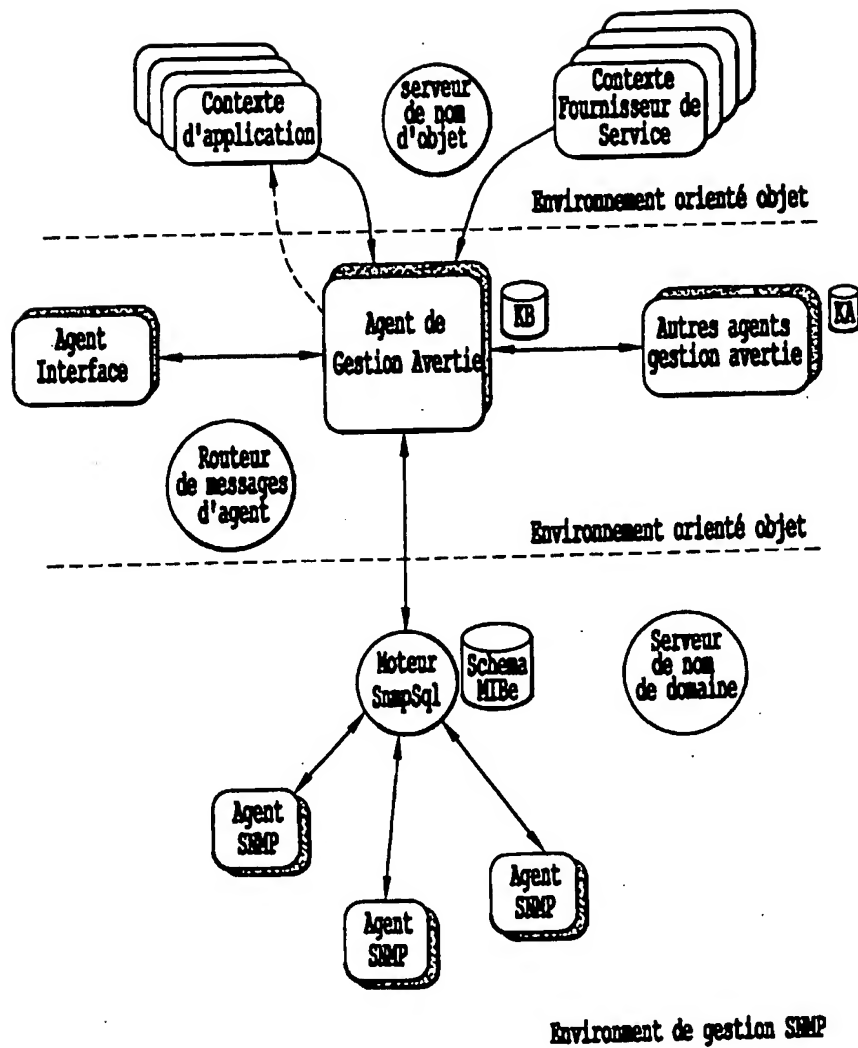 Contexte
d'application
serveur
de nom
d'objet
Contexte
Fournisseur de
Service
Environnement orienté objet
Agent
Interface
Agent de
Gestion Avertie
KB
Autres agents
gestion avertie
KA
Routeur
de messages
d'agent
Environnement orienté objet
Moteur
SnmpSql
Schema
MIBe
Serveur
de nom
de domaine
Agent
SNMP
Agent
SNMP
Agent
SNMP
Environment de gestion SNMP